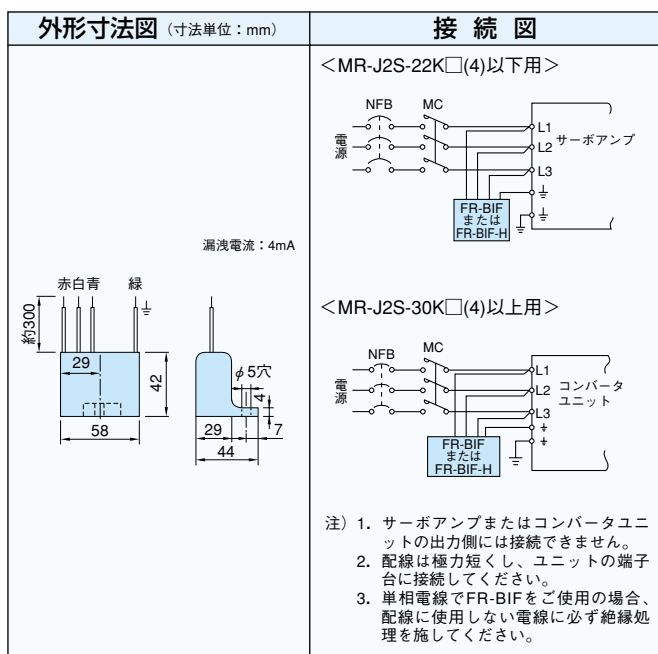 外形寸法図（寸法単位：mm）
漏洩電流：4mA
赤白青 緑
約300
29
42
58
φ5穴
4
29
7
44
接続図
＜MR-J2S-22K□(4)以下用＞
NFB MC
電源
L1
L2
L3
サーボアンプ
FR-BIF
または
FR-BIF-H
＜MR-J2S-30K□(4)以上用＞
NFB MC
電源
L1
L2
L3
コンバータ
ユニット
FR-BIF
または
FR-BIF-H
注）1．サーボアンプまたはコンバータユニ
ットの出力側には接続できません。
2．配線は極力短くし、ユニットの端子
台に接続してください。
3．単相電線でFR-BIFをご使用の場合、
配線に使用しない電線に必ず絶縁処
理を施してください。